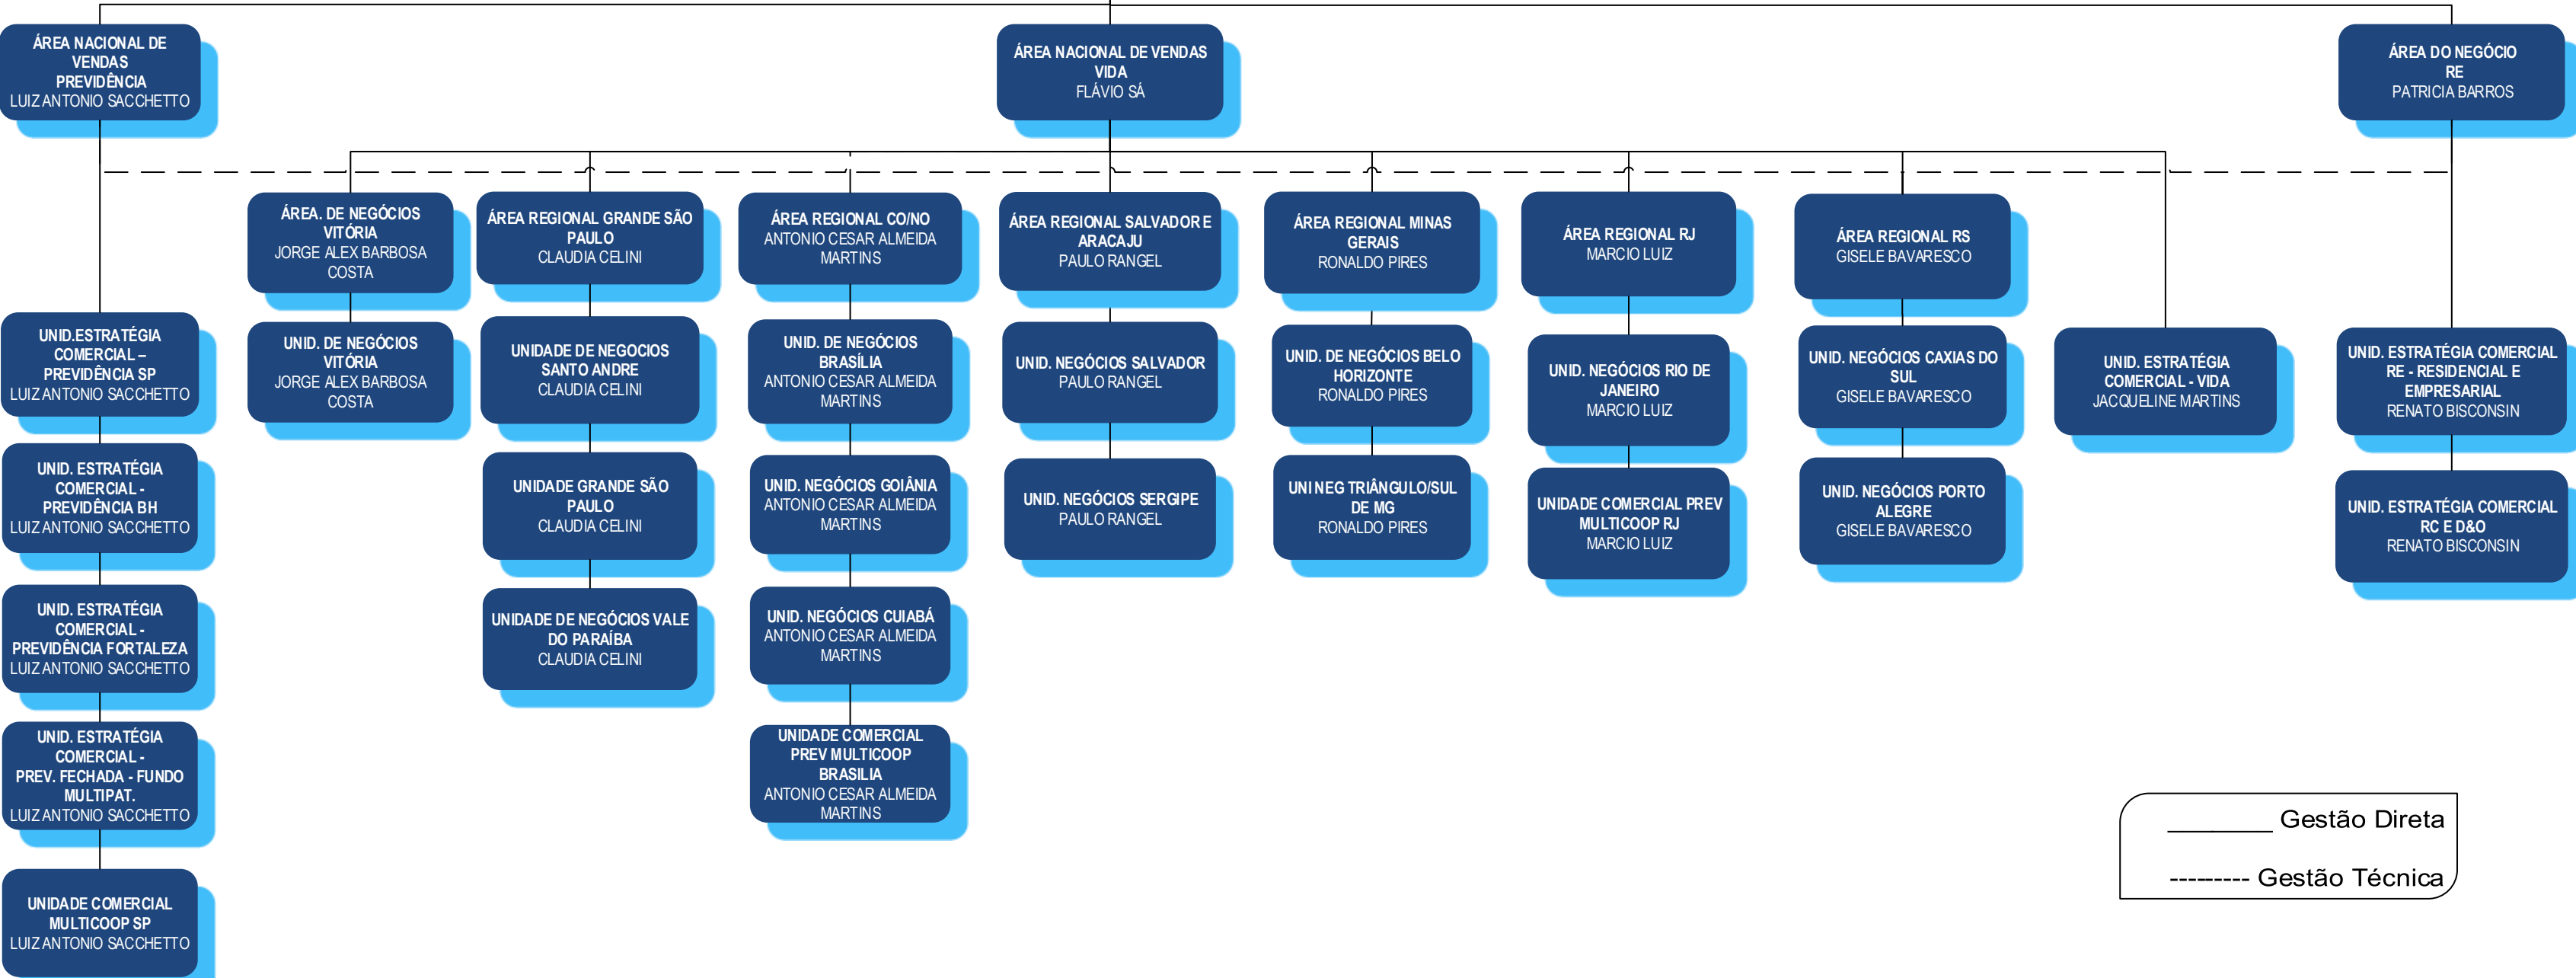 ÁREA NACIONAL DE
VENDAS
PREVIDÊNCIA
LUIZ ANTONIO SACCHETTO
ÁREA NACIONAL DE VENDAS
VIDA
FLÁVIO SÁ
ÁREA DO NEGÓCIO
RE
PATRICIA BARROS
ÁREA. DE NEGÓCIOS
VITÓRIA
JORGE ALEX BARBOSA
COSTA
ÁREA REGIONAL GRANDE SÃO
PAULO
CLAUDIA CELINI
ÁREA REGIONAL CO/NO
ANTONIO CESAR ALMEIDA
MARTINS
ÁREA REGIONAL SALVADOR E
ARACAJU
PAULO RANGEL
ÁREA REGIONAL MINAS
GERAIS
RONALDO PIRES
ÁREA REGIONAL RJ
MARCIO LUIZ
ÁREA REGIONAL RS
GISELE BAVARESCO
UNID.ESTRATÉGIA
COMERCIAL –
PREVIDÊNCIA SP
LUIZ ANTONIO SACCHETTO
UNID. DE NEGÓCIOS
VITÓRIA
JORGE ALEX BARBOSA
COSTA
UNIDADE DE NEGOCIOS
SANTO ANDRE
CLAUDIA CELINI
UNID. DE NEGÓCIOS
BRASÍLIA
ANTONIO CESAR ALMEIDA
MARTINS
UNID. NEGÓCIOS SALVADOR
PAULO RANGEL
UNID. DE NEGÓCIOS BELO
HORIZONTE
RONALDO PIRES
UNID. NEGÓCIOS RIO DE
JANEIRO
MARCIO LUIZ
UNID. NEGÓCIOS CAXIAS DO
SUL
GISELE BAVARESCO
UNID. ESTRATÉGIA
COMERCIAL - VIDA
JACQUELINE MARTINS
UNID. ESTRATÉGIA COMERCIAL
RE - RESIDENCIAL E
EMPRESARIAL
RENATO BISCONSIN
UNID. ESTRATÉGIA
COMERCIAL -
PREVIDÊNCIA BH
LUIZ ANTONIO SACCHETTO
UNIDADE GRANDE SÃO
PAULO
CLAUDIA CELINI
UNID. NEGÓCIOS GOIÂNIA
ANTONIO CESAR ALMEIDA
MARTINS
UNID. NEGÓCIOS SERGIPE
PAULO RANGEL
UNI NEG TRIÂNGULO/SUL
DE MG
RONALDO PIRES
UNIDADE COMERCIAL PREV
MULTICOOP RJ
MARCIO LUIZ
UNID. NEGÓCIOS PORTO
ALEGRE
GISELE BAVARESCO
UNID. ESTRATÉGIA COMERCIAL
RC E D&O
RENATO BISCONSIN
UNID. ESTRATÉGIA
COMERCIAL -
PREVIDÊNCIA FORTALEZA
LUIZ ANTONIO SACCHETTO
UNIDADE DE NEGÓCIOS VALE
DO PARAÍBA
CLAUDIA CELINI
UNID. NEGÓCIOS CUIABÁ
ANTONIO CESAR ALMEIDA
MARTINS
UNID. ESTRATÉGIA
COMERCIAL -
PREV. FECHADA - FUNDO
MULTIPAT.
LUIZ ANTONIO SACCHETTO
UNIDADE COMERCIAL
PREV MULTICOOP
BRASILIA
ANTONIO CESAR ALMEIDA
MARTINS
UNIDADE COMERCIAL
MULTICOOP SP
LUIZ ANTONIO SACCHETTO
________ Gestão Direta
--------- Gestão Técnica